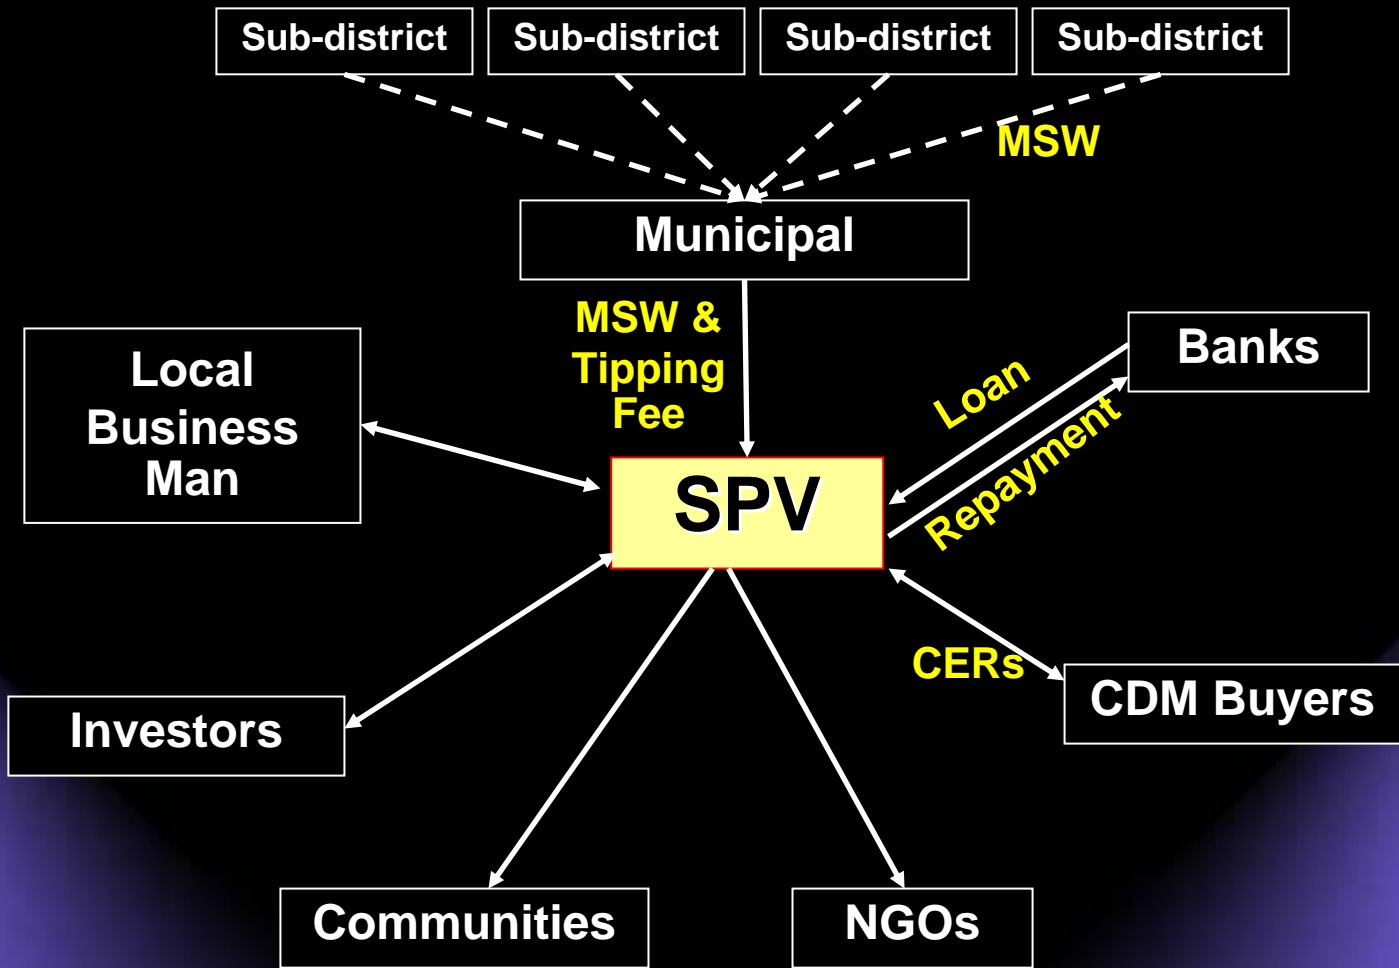 Sub-district
Sub-district
Sub-district
Sub-district
MSW
Municipal
MSW &
Tipping
Fee
Local
Business
Man
Banks
Loan
Repayment
SPV
CERs
CDM Buyers
Investors
Communities
NGOs